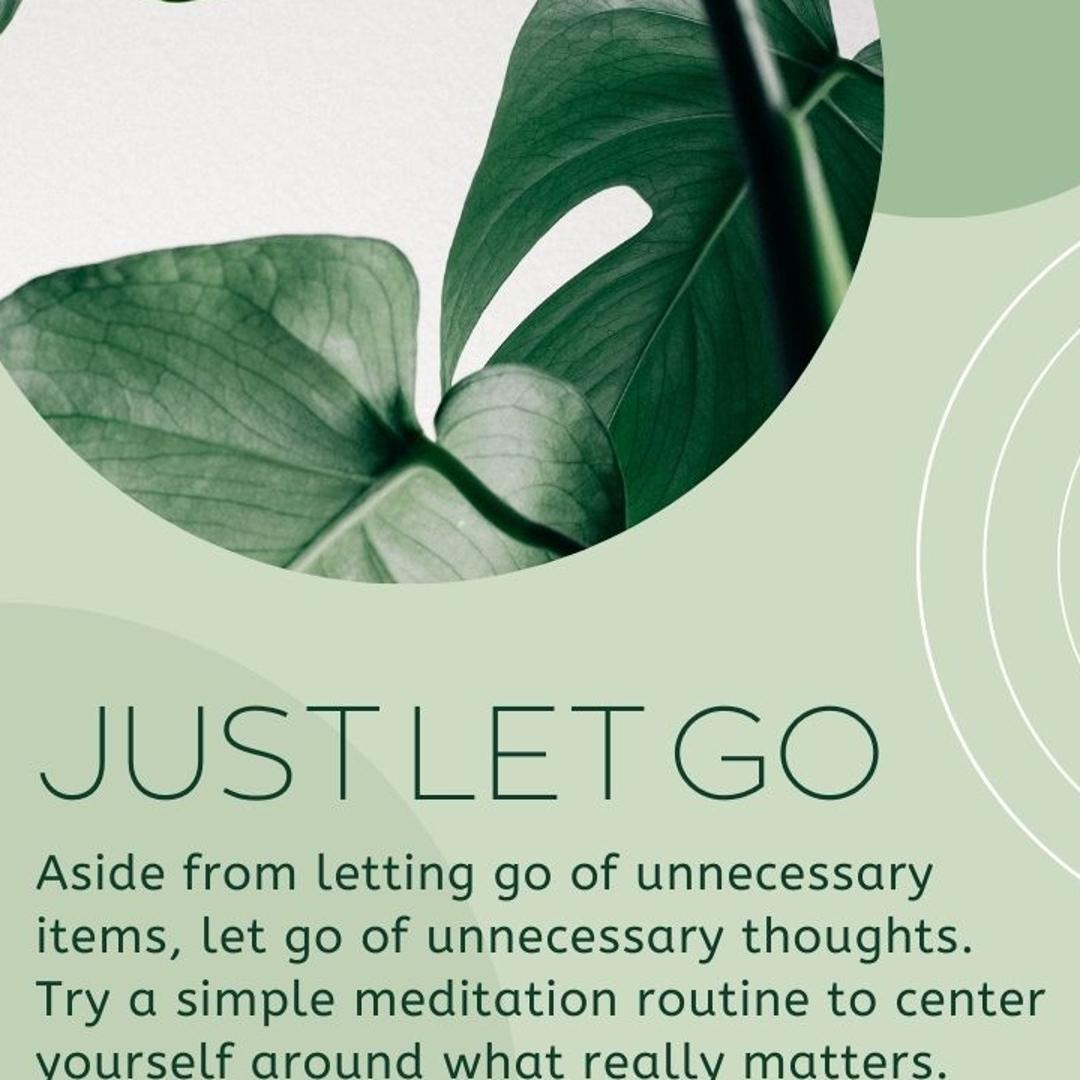 JUST LET GO
Aside from letting go of unnecessary
items, let go of unnecessary thoughts.
Try a simple meditation routine to center
yourself around what really matters.